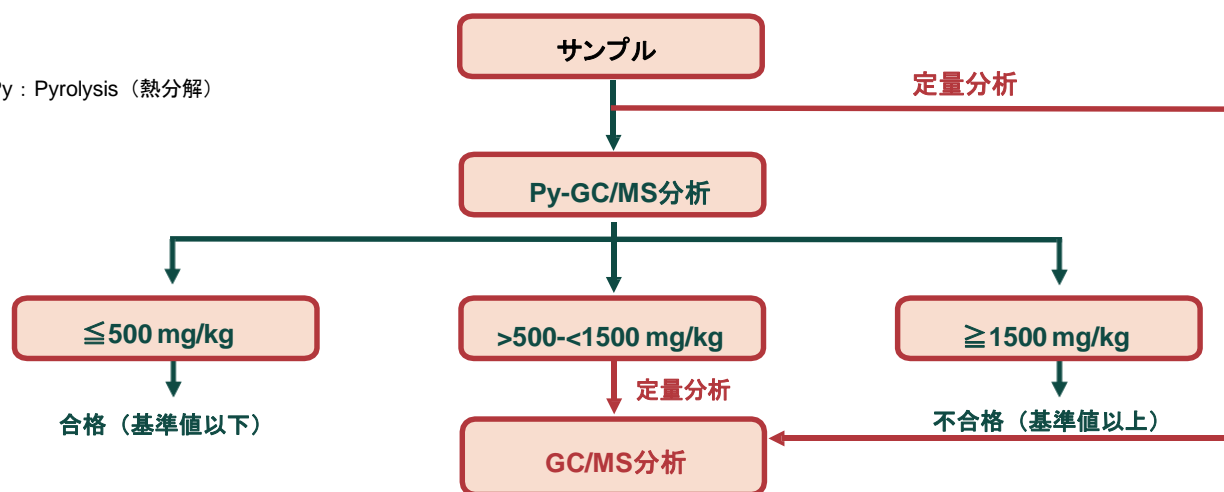 サンプル
Py：Pyrolysis（熱分解）
定量分析
Py-GC/MS分析
≦500 mg/kg
>500-<1500 mg/kg
≧1500 mg/kg
定量分析
合格（基準値以下）
不合格（基準値以上）
GC/MS分析